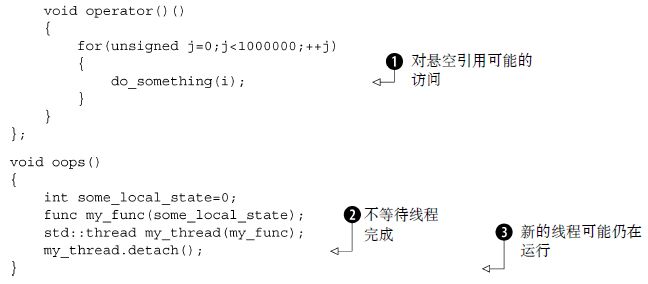 void operator()()
{
for(unsigned j=0;j<1000000;++j)
{
do_something(i);
}
}
};
❶ 对悬空引用可能的
访问
void oops()
{
int some_local_state=0;
func my_func(some_local_state);
std::thread my_thread(my_func);
my_thread.detach();
}
❷ 不等待线程
完成
❸ 新的线程可能仍在
运行